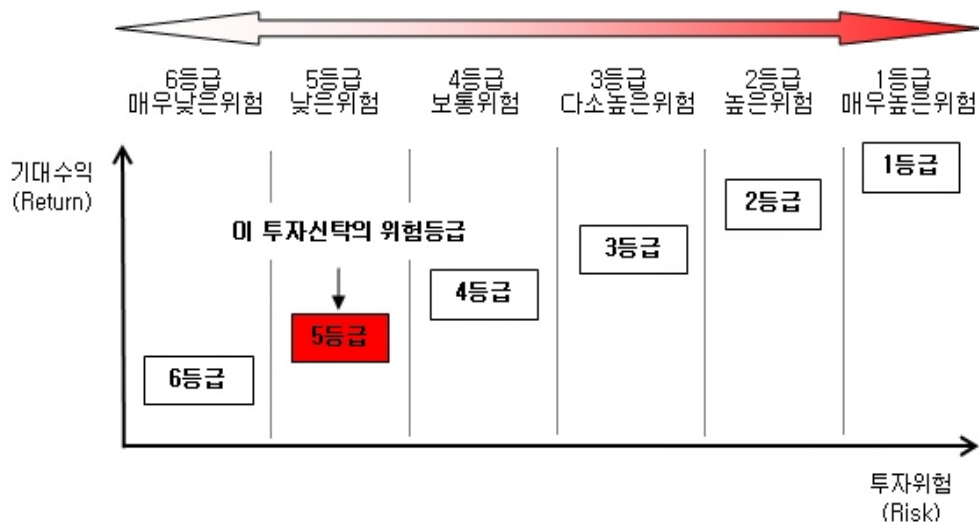 6등급 5등급 4등급 3등급 2등급 1등급
매우낮은위험 낮은위험 보통위험 다소높은위험 높은위험 매우높은위험
기대수익
(Return)
1등급
2등급
이 투자신탁의 위험등급
3등급
4등급
5등급
6등급
투자위험
(Risk)